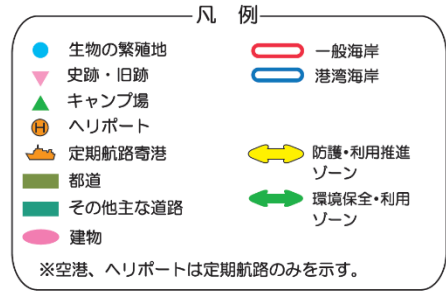 凡 例
生物の繁殖地
史跡・旧跡
キャンプ場
H ヘリポート
定期航路寄港
都道
その他主な道路
建物
一般海岸
港湾海岸
防護・利用推進
ゾーン
環境保全・利用
ゾーン
※空港、ヘリポートは定期航路のみを示す。